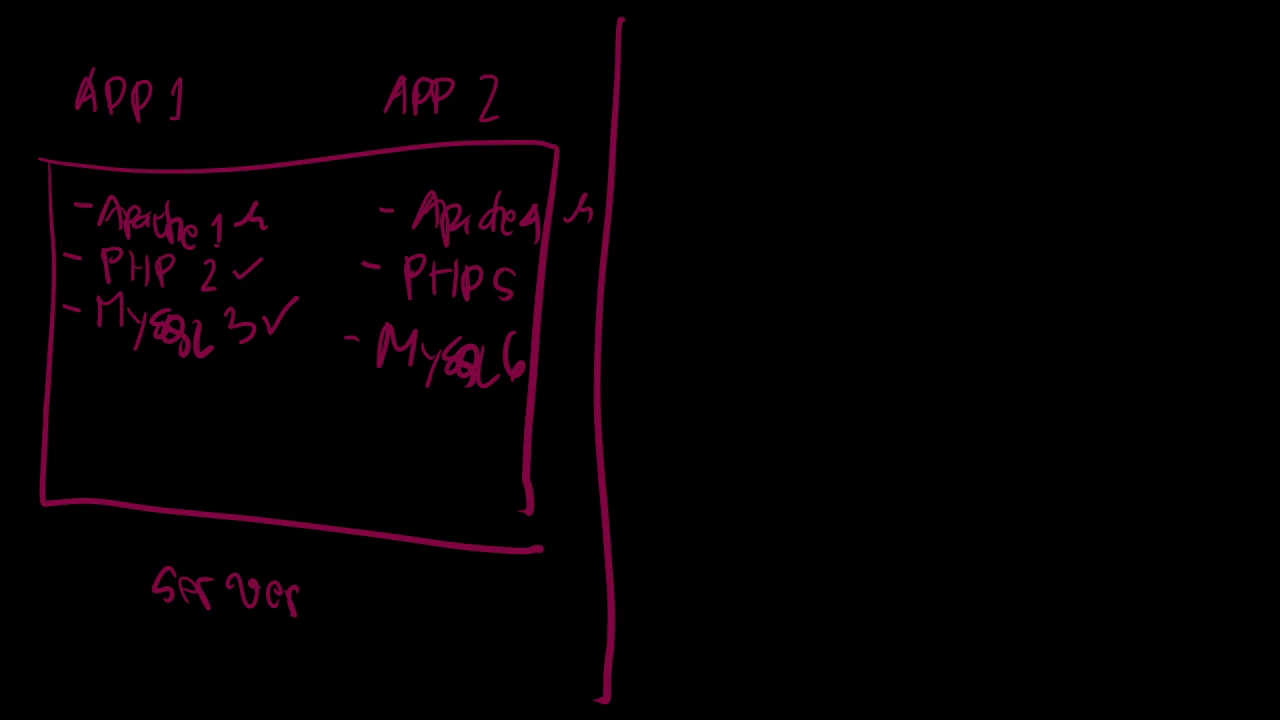 APP 1
APP 2
- Apache 1
- PHP 2 ✓
- MySQL 3 ✓
- Apache 4
- PHP 5
- MySQL 6
Server